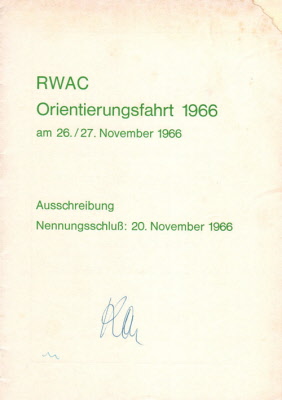 RWAC
Orientierungsfahrt 1966
am 26./27. November 1966
Ausschreibung
Nennungsschluß: 20. November 1966